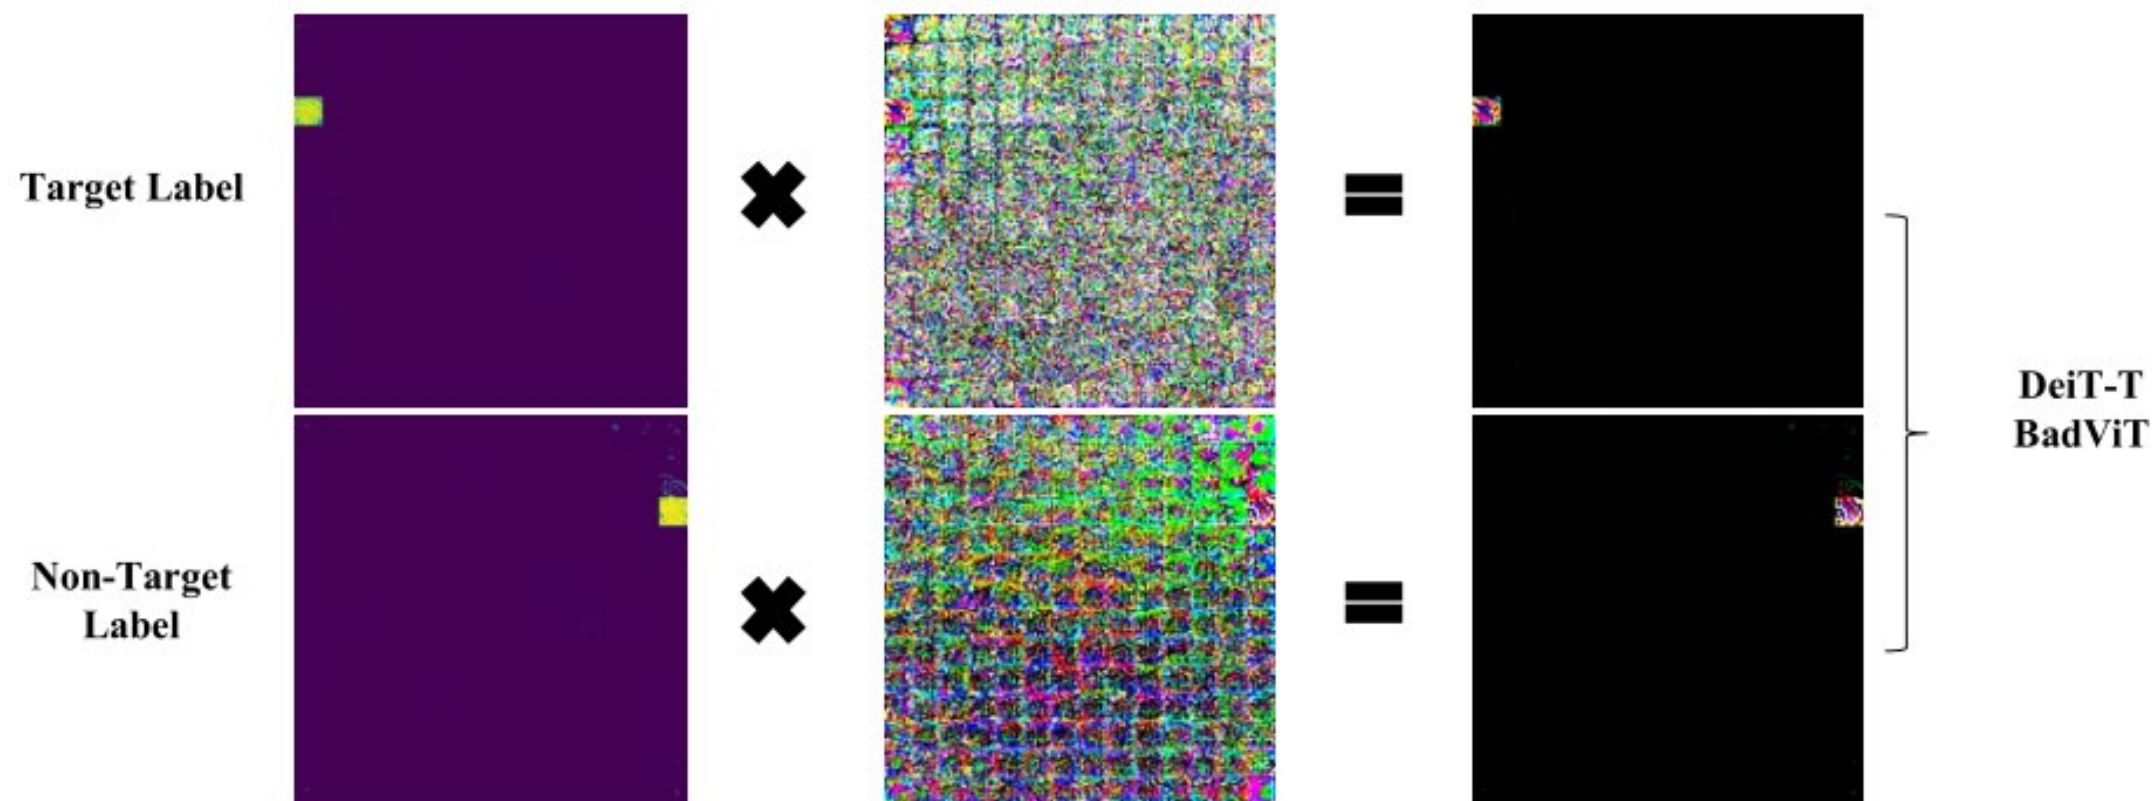 Target Label
Non-Target
Label
DeiT-T
BadViT